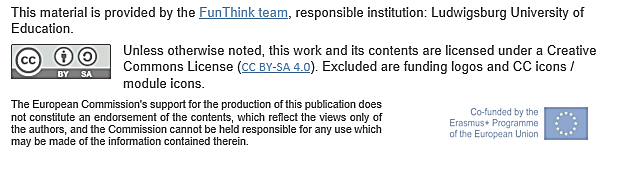 This material is provided by the FunThink team, responsible institution: Ludwigsburg University of
Education.
Unless otherwise noted, this work and its contents are licensed under a Creative
Commons License (CC BY-SA 4.0). Excluded are funding logos and CC icons /
module icons.
cc BY SA
The European Commission's support for the production of this publication does
not constitute an endorsement of the contents, which reflect the views only of
the authors, and the Commission cannot be held responsible for any use which
may be made of the information contained therein.
Co-funded by the
Erasmus+ Programme
of the European Union